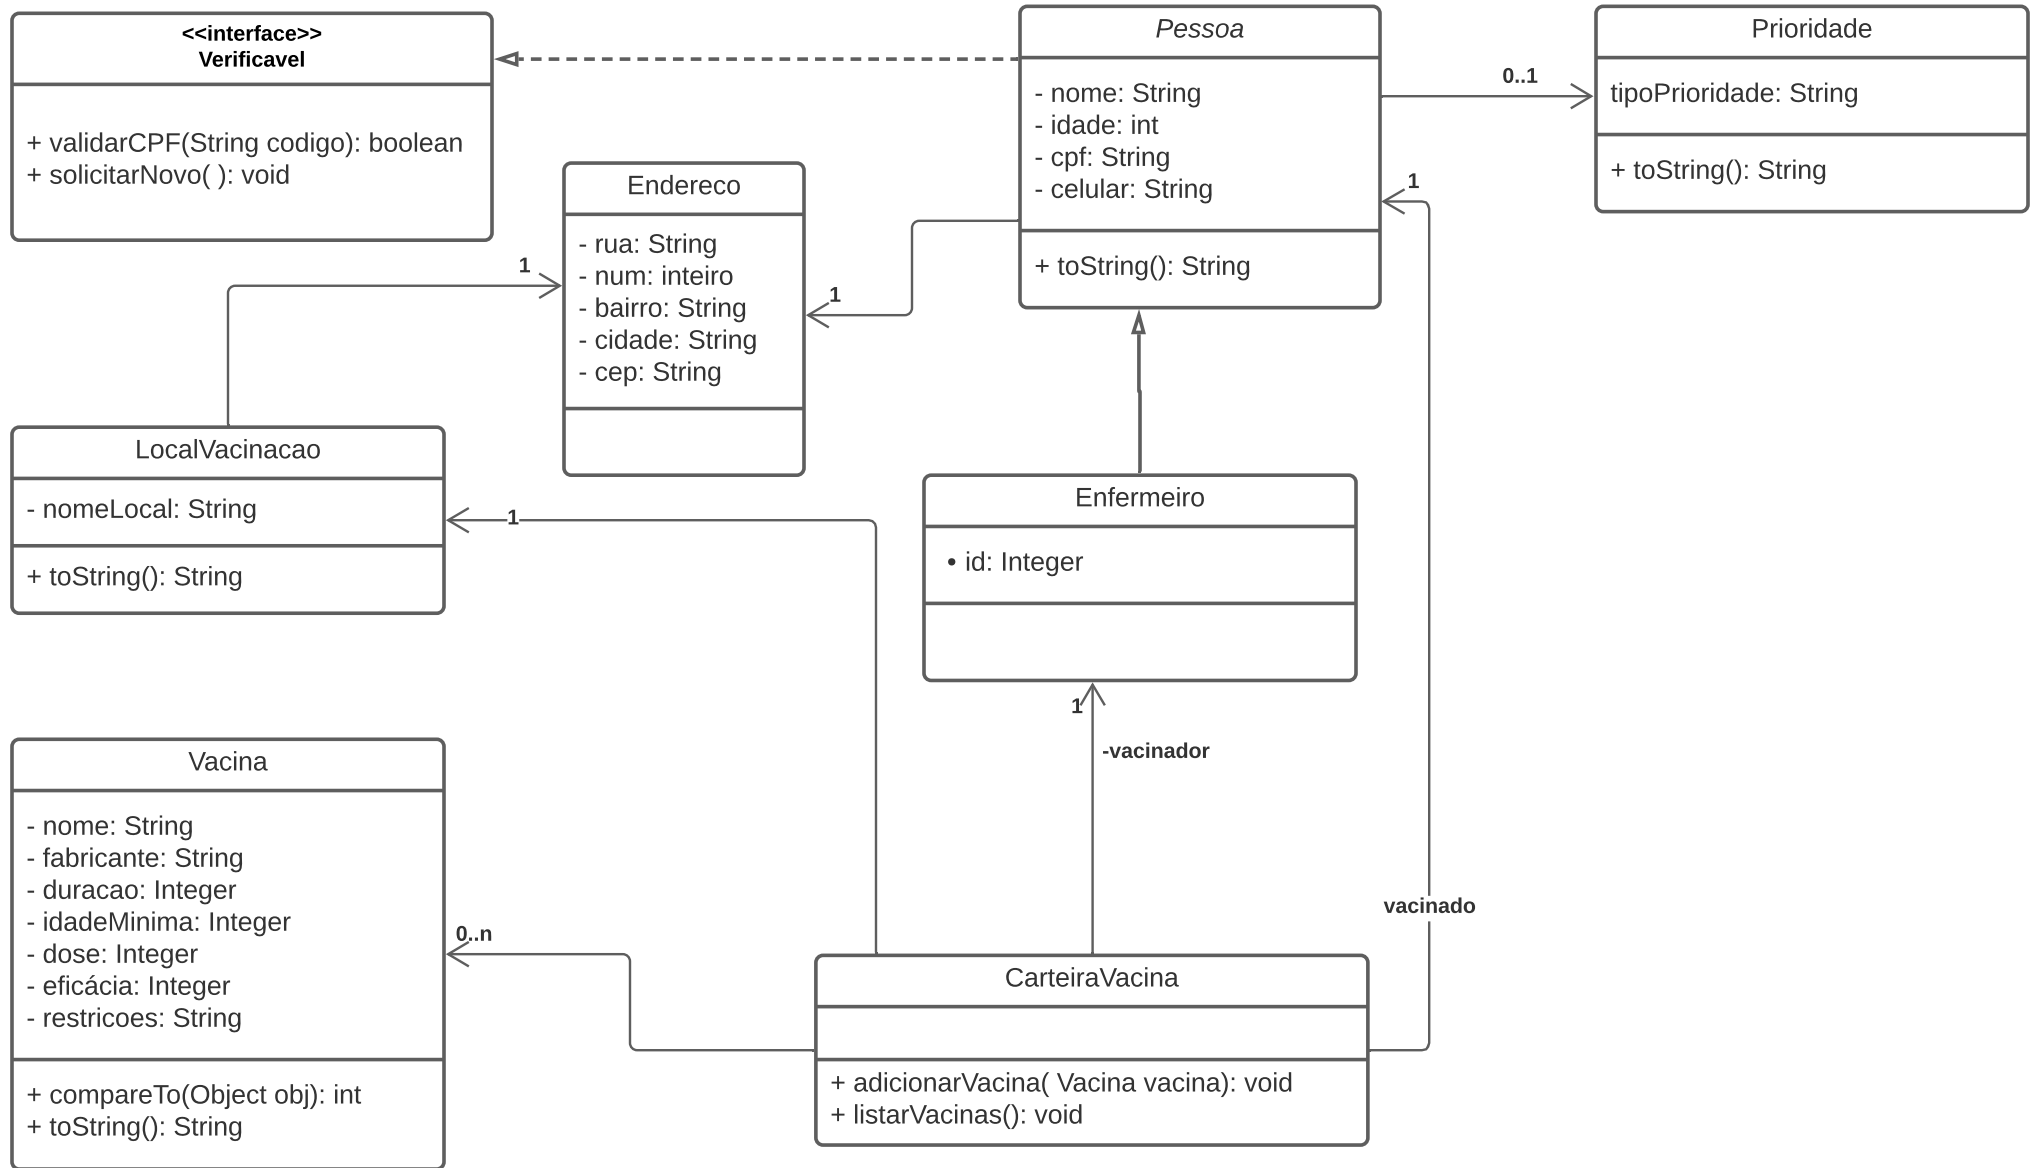 <<interface>>
Verificavel
+ validarCPF(String codigo): boolean
+ solicitarNovo( ): void
Endereco
- rua: String
- num: inteiro
- bairro: String
- cidade: String
- cep: String
Pessoa
- nome: String
- idade: int
- cpf: String
- celular: String
+ toString(): String
Prioridade
tipoPrioridade: String
+ toString(): String
0..1
1
1
1
LocalVacinacao
- nomeLocal: String
+ toString(): String
1
Enfermeiro
• id: Integer
1
-vacinador
vacinado
Vacina
- nome: String
- fabricante: String
- duracao: Integer
- idadeMinima: Integer
- dose: Integer
- eficácia: Integer
- restricoes: String
+ compareTo(Object obj): int
+ toString(): String
0..n
CarteiraVacina
+ adicionarVacina( Vacina vacina): void
+ listarVacinas(): void